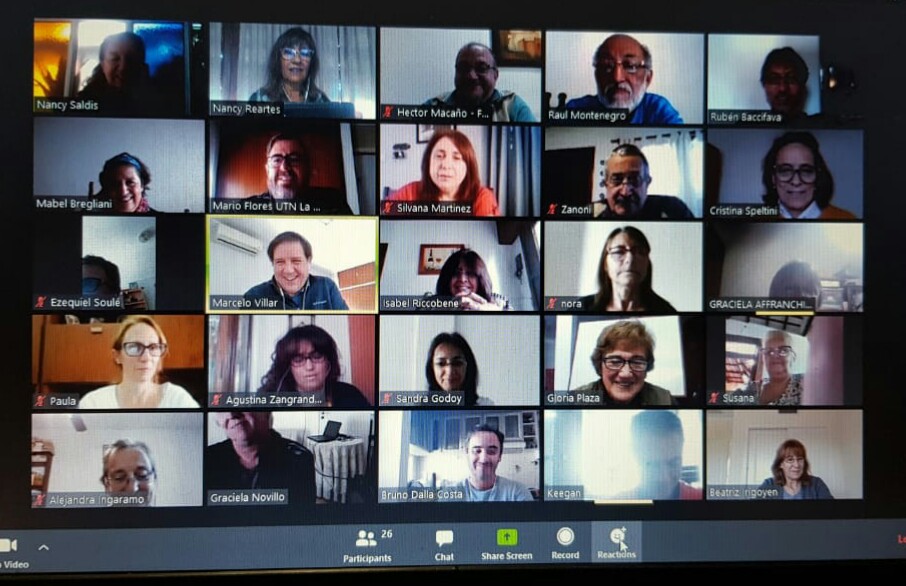 Nancy Saldis
Nancy Reartes
Hector Macaño - F...
Raul Montenegro
Rubén Baccifava
Mabel Bregliani
Mario Flores UTN La ...
Silvana Martinez
Zanoni
Cristina Speltini
Ezequiel Soulé
Marcelo Villar
isabel Riccobene
nora
GRACIELA AFFRANCHI...
Paula
Agustina Zangrand...
Sandra Godoy
Gloria Plaza
Susana
Alejandra Ingaramo
Graciela Novillo
Bruno Dalla Costa
Keegan
Beatriz Irigoyen
Video
26
Participants
Chat
Share Screen
Record
Reactions